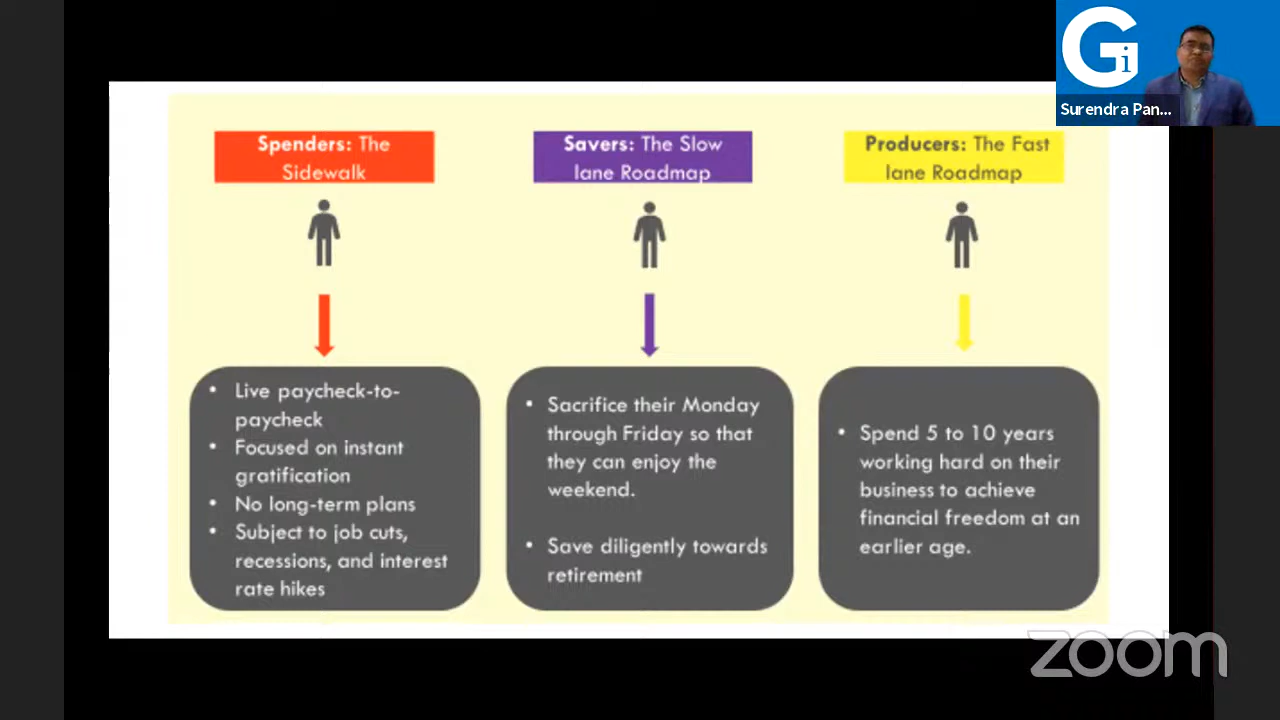 Gi
Surendra Pan...
Spenders: The
Sidewalk
Savers: The Slow
lane Roadmap
Producers: The Fast
lane Roadmap
• Live paycheck-to-
paycheck
• Focused on instant
gratification
• No long-term plans
• Subject to job cuts,
recessions, and interest
rate hikes
• Sacrifice their Monday
through Friday so that
they can enjoy the
weekend.
• Save diligently towards
retirement
• Spend 5 to 10 years
working hard on their
business to achieve
financial freedom at an
earlier age.
zoom